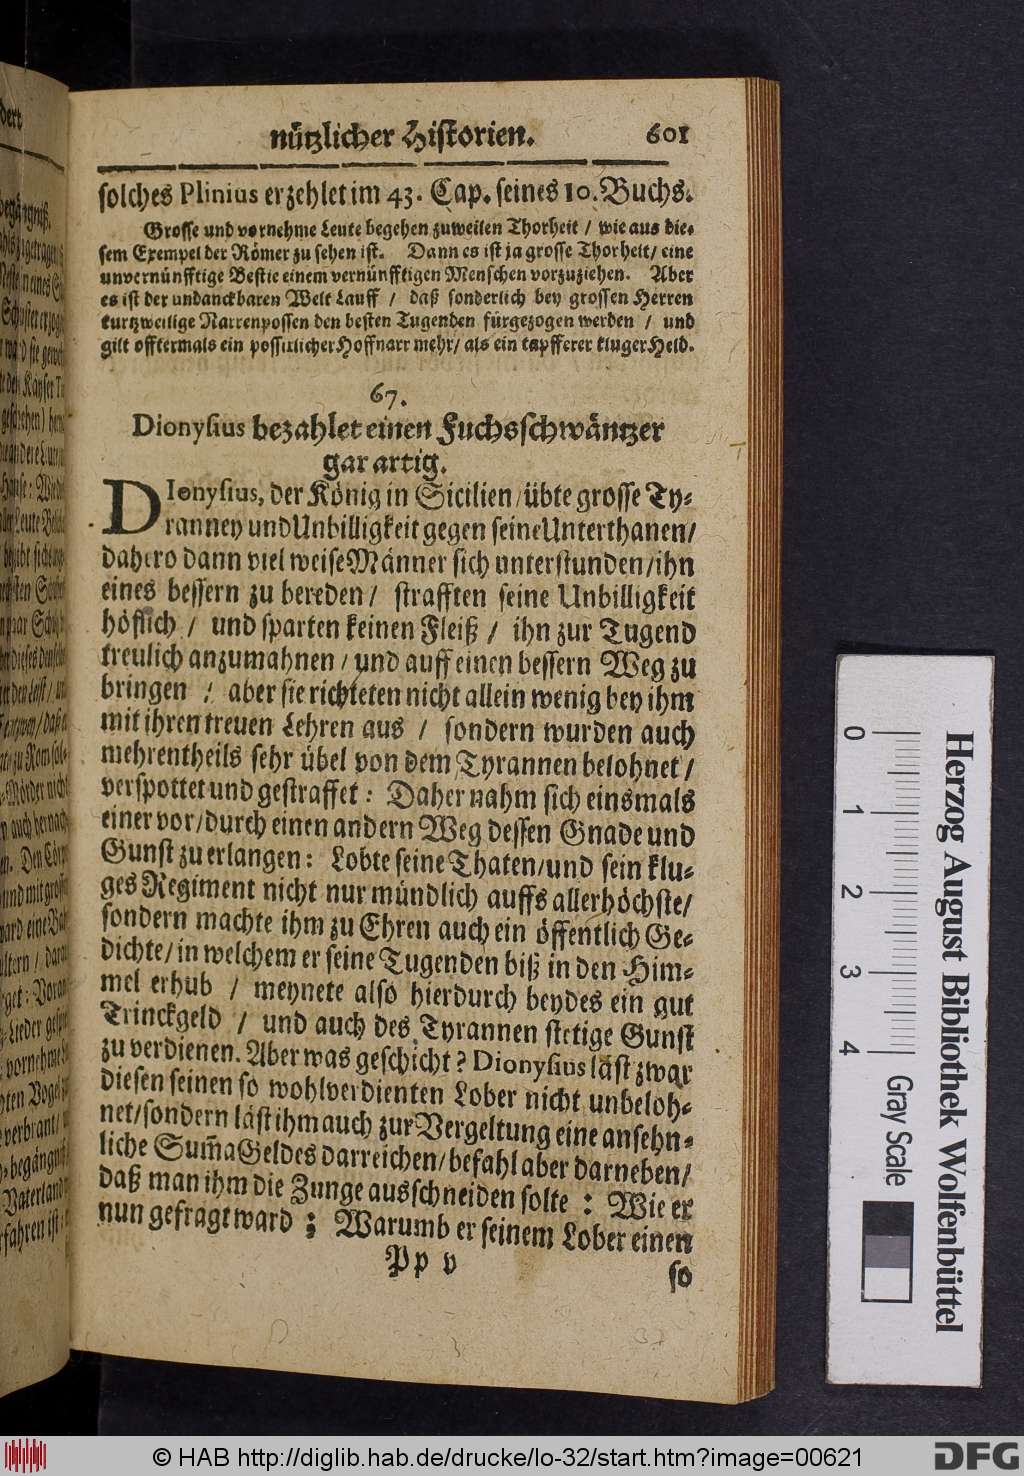 nützlicher Historien. 601
solches Plinius erzehlet im 43. Cap. seines 10. Buchs.
Grosse und vornehme Leute begehen zuweilen Thorheit / wie aus die-
sem Exempel der Römer zu sehen ist. Dann es ist ja grosse Thorheit / eine
unvernünfftige Bestie einem vernünfftigen Menschen vorzuziehen. Aber
es ist der undanckbaren Welt Lauff / daß sonderlich bey grossen Herren
kurtzweilige Narrenpossen den besten Tugenden fürgezogen werden / und
gilt offtermals ein possirlicher Hoffnarr mehr / als ein tapfferer kluger Held.
67.
Dionysius bezahlet einen Fuchsschwäntzer
gar artig.
DIonysius, der König in Sicilien / übte grosse Ty-
ranney und Unbilligkeit gegen seine Unterthanen /
dahero dann viel weise Männer sich unterstunden / ihn
eines bessern zu bereden / strafften seine Unbilligkeit
höflich / und sparten keinen Fleiß / ihn zur Tugend
treulich anzumahnen / und auff einen bessern Weg zu
bringen / aber sie richteten nicht allein wenig bey ihm
mit ihren treuen Lehren aus / sondern wurden auch
mehrentheils sehr übel von dem Tyrannen belohnet /
verspottet und gestraffet: Daher nahm sich einsmals
einer vor / durch einen andern Weg dessen Gnade und
Gunst zu erlangen: Lobte seine Thaten / und sein klu-
ges Regiment nicht nur mündlich auffs allerhöchste /
sondern machte ihm zu Ehren auch ein öffentlich Ge-
dichte / in welchem er seine Tugenden biß in den Him-
mel erhub / meynete also hierdurch beydes ein gut
Trinckgeld / und auch des Tyrannen stetige Gunst
zu verdienen. Aber was geschicht? Dionysius läst zwar
diesen seinen so wohlverdienten Lober nicht unbeloh-
net / sondern läst ihm auch zur Vergeltung eine ansehn-
liche Sum̃a Geldes darreichen / befahl aber darneben /
daß man ihm die Zunge ausschneiden solte: Wie er
nun gefragt ward; Warumb er seinem Lober einen
Pp v
so
Herzog August Bibliothek Wolfenbüttel
0 1 2 3 4 Gray Scale
© HAB http://diglib.hab.de/drucke/lo-32/start.htm?image=00621
DFG